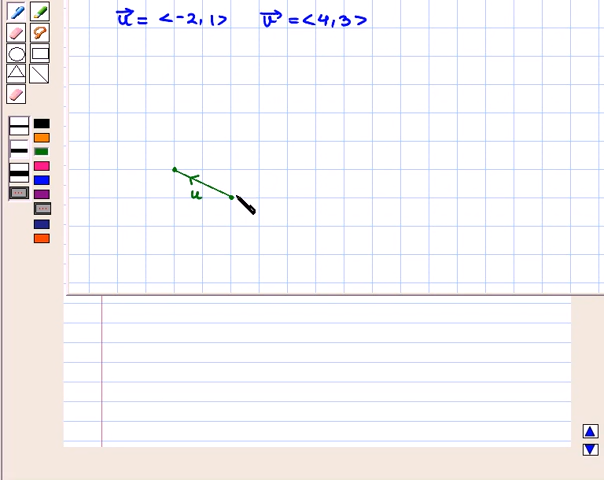 u⃗ = <-2, 1> v⃗ = <4, 3>
u